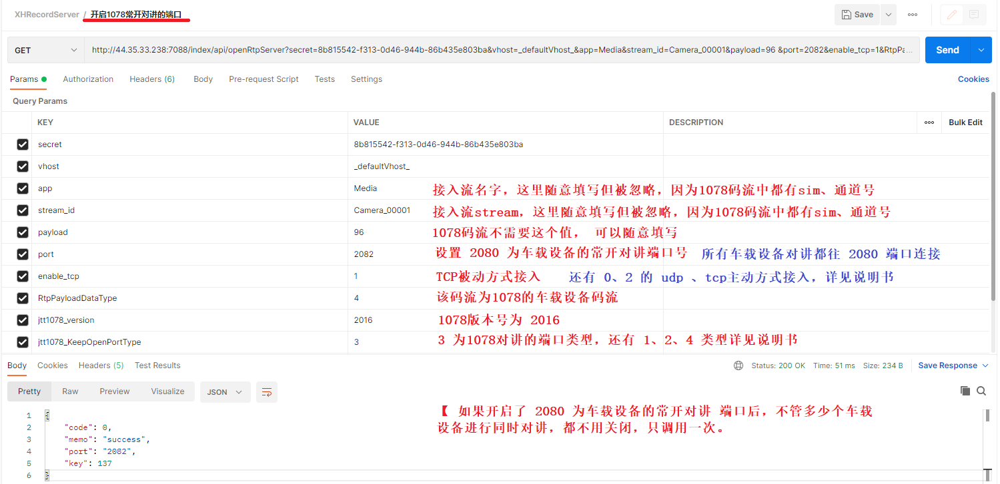 XHRecordServer / 开启1078常开对讲的端口
Save
GET
http://44.35.33.238:7088/index/api/openRtpServer?secret=8b815542-f313-0d46-944b-86b435e803ba&vhost=_defaultVhost_&app=Media&stream_id=Camera_00001&payload=96 &port=2082&enable_tcp=1&RtpPa...
Send
Params Authorization Headers (6) Body Pre-request Script Tests Settings Cookies
Query Params
KEY VALUE DESCRIPTION Bulk Edit
secret 8b815542-f313-0d46-944b-86b435e803ba
vhost _defaultVhost_
app Media 接入流名字，这里随意填写但被忽略，因为1078码流中都有sim、通道号
stream_id Camera_00001 接入流stream，这里随意填写但被忽略，因为1078码流中都有sim、通道号
payload 96 1078码流不需要这个值， 可以随意填写
port 2082 设置 2080 为车载设备的常开对讲端口号 所有车载设备对讲都往 2080 端口连接
enable_tcp 1 TCP被动方式接入 还有 0、2 的 udp 、tcp主动方式接入，详见说明书
RtpPayloadDataType 4 该码流为1078的车载设备码流
jtt1078_version 2016 1078版本号为 2016
jtt1078_KeepOpenPortType 3 3 为1078对讲的端口类型，还有 1、2、4 类型详见说明书
Body Cookies Headers (5) Test Results Status: 200 OK Time: 51 ms Size: 234 B Save Response
Pretty Raw Preview Visualize JSON
【 如果开启了 2080 为车载设备的常开对讲 端口后，不管多少个车载
设备进行同时对讲，都不用关闭，只调用一次。
1 {
2 "code": 0,
3 "memo": "success",
4 "port": "2082",
5 "key": 137
6 }